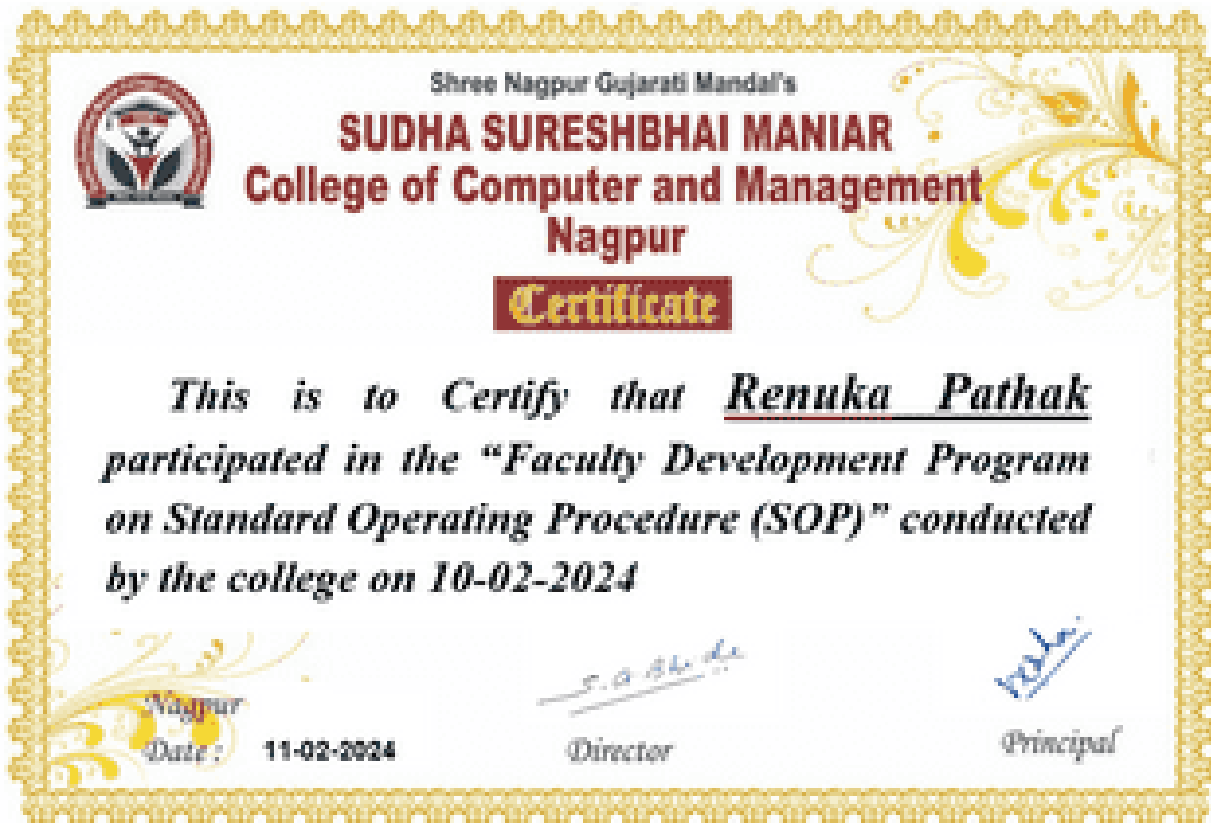 Shree Nagpur Gujarati Mandal's
SUDHA SURESHBHAI MANIAR
College of Computer and Management
Nagpur
Certificate
This is to Certify that Renuka Pathak
participated in the “Faculty Development Program
on Standard Operating Procedure (SOP)” conducted
by the college on 10-02-2024
Nagpur
Date : 11-02-2024
Director
Principal